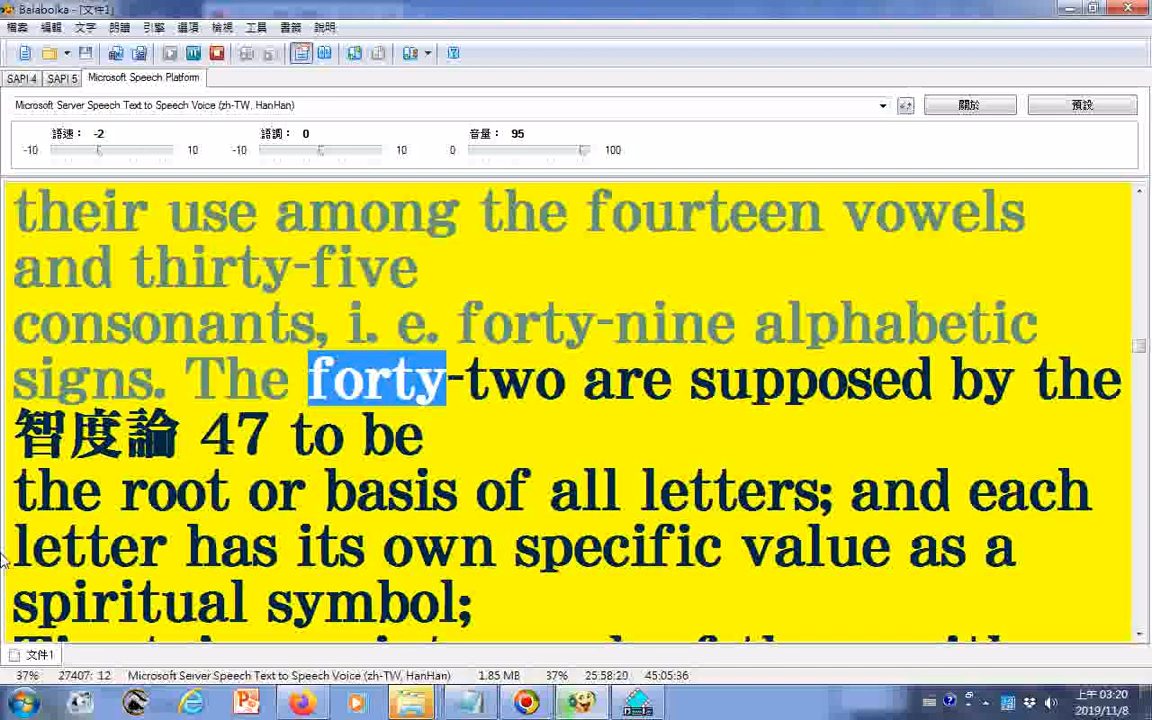 Balabolka - [文件1]
檔案 編輯 文字 朗讀 引擎 選項 檢視 工具 書籤 說明
SAPI 4 SAPI 5 Microsoft Speech Platform
Microsoft Server Speech Text to Speech Voice (zh-TW, HanHan) 關於 預設
語速： -2 語調： 0 音量： 95
-10 10 -10 10 0 100
their use among the fourteen vowels
and thirty-five
consonants, i. e. forty-nine alphabetic
signs. The forty-two are supposed by the
智度論 47 to be
the root or basis of all letters; and each
letter has its own specific value as a
spiritual symbol;
文件1
37% 27407: 12 Microsoft Server Speech Text to Speech Voice (zh-TW, HanHan) 1.85 MB 37% 25:58:20 45:05:36
上午 03:20
2019/11/8